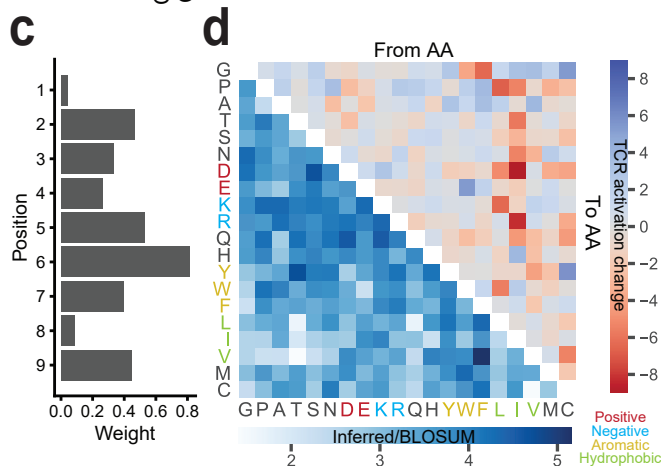 c
d
From AA
Position
1
2
3
4
5
6
7
8
9
0.0 0.2 0.4 0.6 0.8
Weight
G
P
A
T
S
N
D
E
K
R
Q
H
Y
W
F
L
I
V
M
C
G P A T S N D E K R Q H Y W F L I V M C
To AA
TCR activation change
8
6
4
2
0
−2
−4
−6
−8
Inferred/BLOSUM
2 3 4 5
Positive
Negative
Aromatic
Hydrophobic